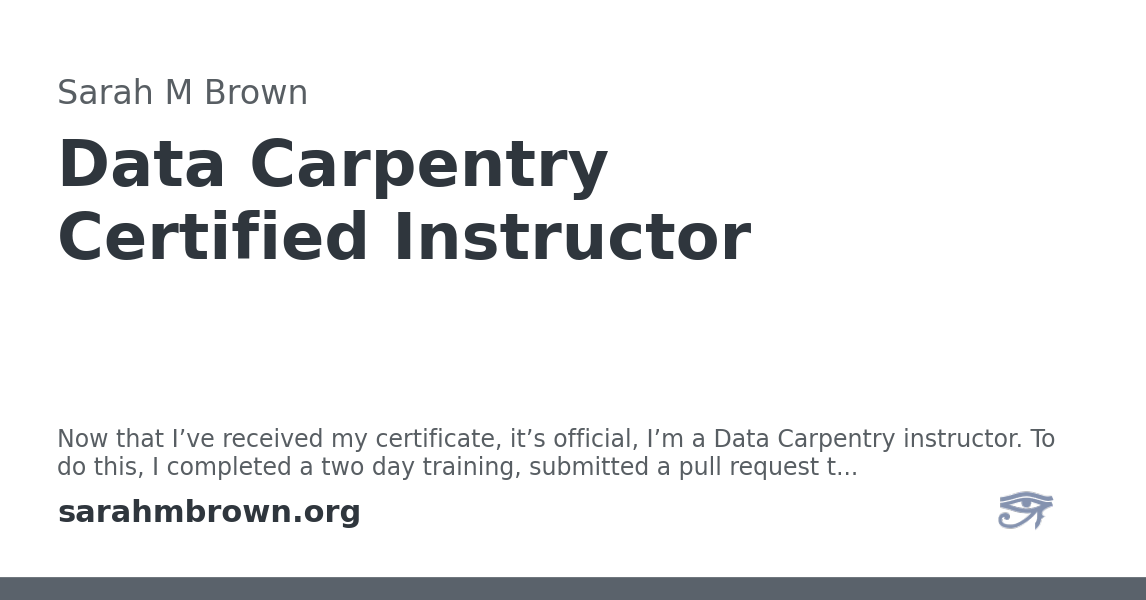 Sarah M Brown
Data Carpentry
Certified Instructor
Now that I’ve received my certificate, it’s official, I’m a Data Carpentry instructor. To
do this, I completed a two day training, submitted a pull request t...
sarahmbrown.org